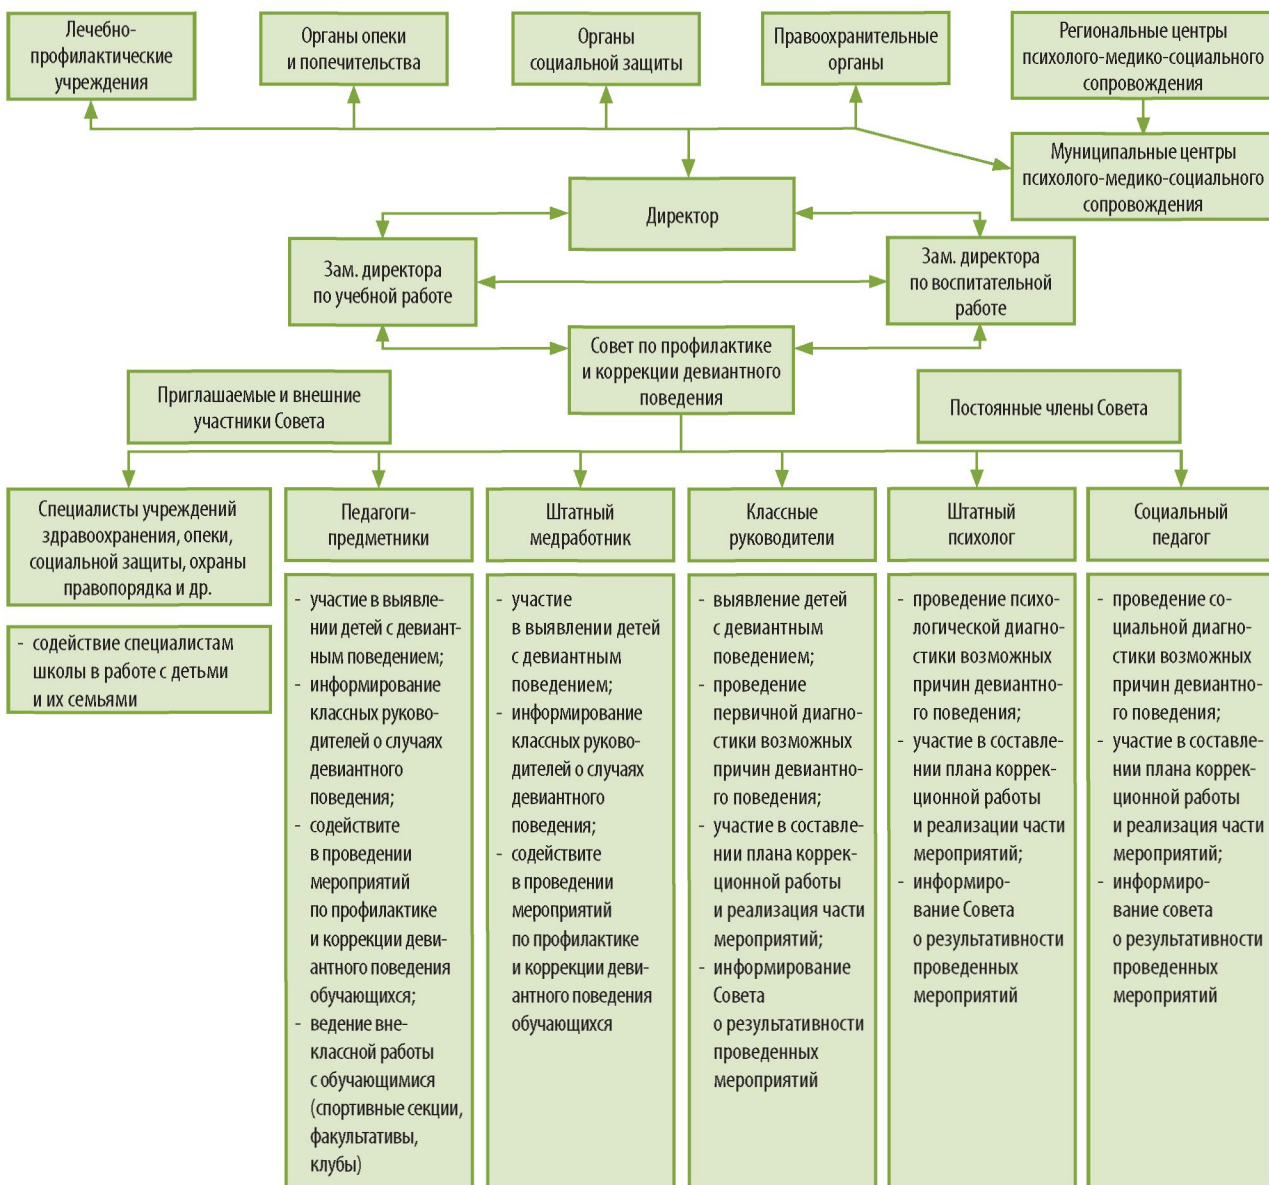 Лечебно-
профилактические
учреждения
Органы опеки
и попечительства
Органы
социальной защиты
Правоохранительные
органы
Региональные центры
психолого-медико-социального
сопровождения
Муниципальные центры
психолого-медико-социального
сопровождения
Директор
Зам. директора
по учебной работе
Зам. директора
по воспитательной
работе
Совет по профилактике
и коррекции девиантного
поведения
Приглашаемые и внешние
участники Совета
Постоянные члены Совета
Специалисты учреждений
здравоохранения, опеки,
социальной защиты, охраны
правопорядка и др.
- содействие специалистам
школы в работе с детьми
и их семьями
Педагоги-
предметники
- участие в выявле-
нии детей с девиант-
ным поведением;
- информирование
классных руково-
дителей о случаях
девиантного
поведения;
- содействите
в проведении
мероприятий
по профилактике
и коррекции деви-
антного поведения
обучающихся;
- ведение вне-
классной работы
с обучающимися
(спортивные секции,
факультативы,
клубы)
Штатный
медработник
- участие
в выявлении детей
с девиантным
поведением;
- информирование
классных руково-
дителей о случаях
девиантного
поведения;
- содействите
в проведении
мероприятий
по профилактике
и коррекции деви-
антного поведения
обучающихся
Классные
руководители
- выявление детей
с девиантным
поведением;
- проведение
первичной диагно-
стики возможных
причин девиантно-
го поведения;
- участие в составле-
нии плана коррек-
ционной работы
и реализация части
мероприятий;
- информирование
Совета
о результативности
проведенных
мероприятий
Штатный
психолог
- проведение психо-
логической диагно-
стики возможных
причин девиантно-
го поведения;
- участие в составле-
нии плана коррек-
ционной работы
и реализации части
мероприятий;
- информиро-
вание Совета
о результативности
проведенных
мероприятий
Социальный
педагог
- проведение со-
циальной диагно-
стики возможных
причин девиантно-
го поведения;
- участие в составле-
нии плана коррек-
ционной работы
и реализация части
мероприятий;
- информиро-
вание совета
о результативности
проведенных
мероприятий